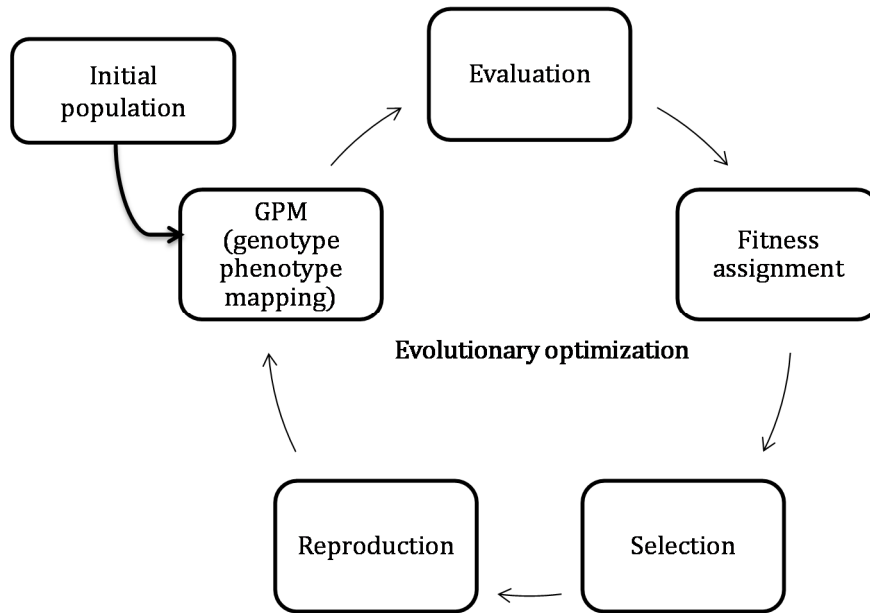 Initial
population
Evaluation
GPM
(genotype
phenotype
mapping)
Fitness
assignment
Evolutionary optimization
Reproduction
Selection